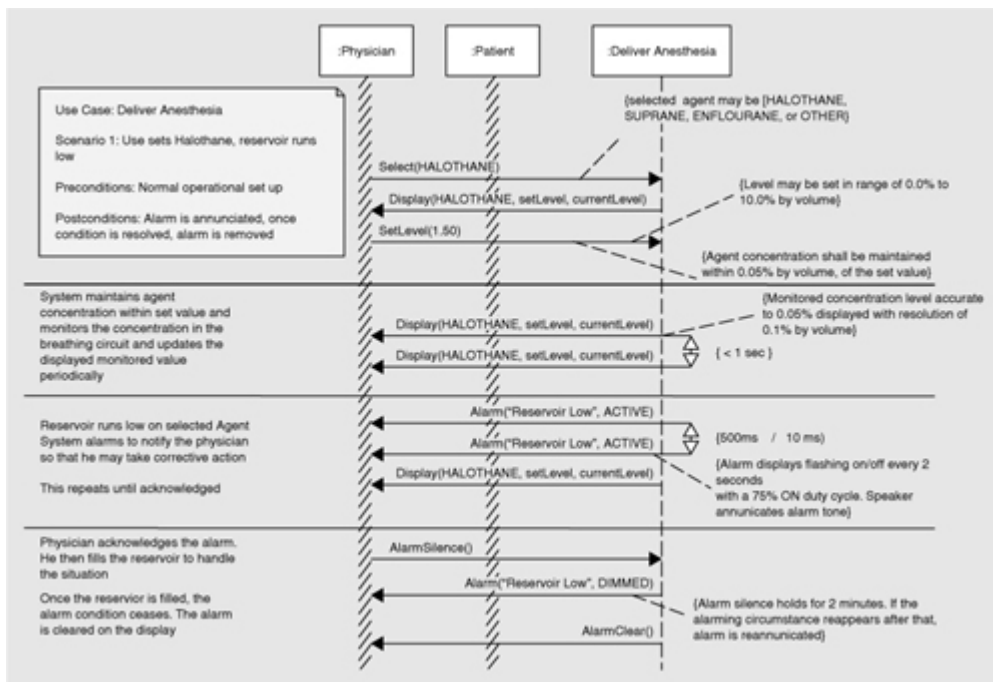 :Physician
:Patient
:Deliver Anesthesia
Use Case: Deliver Anesthesia
Scenario 1: Use sets Halothane, reservoir runs
low
Preconditions: Normal operational set up
Postconditions: Alarm is annunciated, once
condition is resolved, alarm is removed
{selected agent may be [HALOTHANE,
SUPRANE, ENFLOURANE, or OTHER}
Select(HALOTHANE)
Display(HALOTHANE, setLevel, currentLevel)
{Level may be set in range of 0.0% to
10.0% by volume}
SetLevel(1.50)
{Agent concentration shall be maintained
within 0.05% by volume, of the set value}
System maintains agent
concentration within set value and
monitors the concentration in the
breathing circuit and updates the
displayed monitored value
periodically
{Monitored concentration level accurate
to 0.05% displayed with resolution of
0.1% by volume}
Display(HALOTHANE, setLevel, currentLevel)
Display(HALOTHANE, setLevel, currentLevel)
{ < 1 sec }
Reservoir runs low on selected Agent
System alarms to notify the physician
so that he may take corrective action
This repeats until acknowledged
Alarm("Reservoir Low", ACTIVE)
{500ms / 10 ms)
Alarm("Reservoir Low", ACTIVE)
Display(HALOTHANE, setLevel, currentLevel)
{Alarm displays flashing on/off every 2
seconds
with a 75% ON duty cycle. Speaker
annunicates alarm tone}
Physician acknowledges the alarm.
He then fills the reservoir to handle
the situation
Once the reservior is filled, the
alarm condition ceases. The alarm
is cleared on the display
AlarmSilence()
Alarm("Reservoir Low", DIMMED)
{Alarm silence holds for 2 minutes. If the
alarming circumstance reappears after that,
alarm is reannunicated}
AlarmClear()